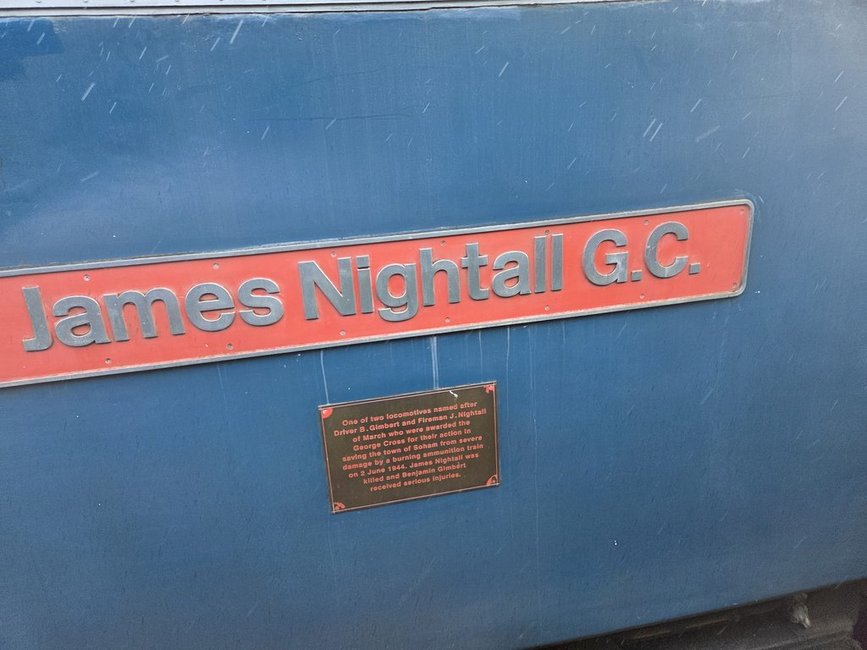 James Nightall G.C.
One of two locomotives named after
Driver B. Gimbert and Fireman J. Nightall
of March who were awarded the
George Cross for their action in
saving the town of Soham from severe
damage by a burning ammunition train
on 2 June 1944. James Nightall was
killed and Benjamin Gimbert
received serious injuries.